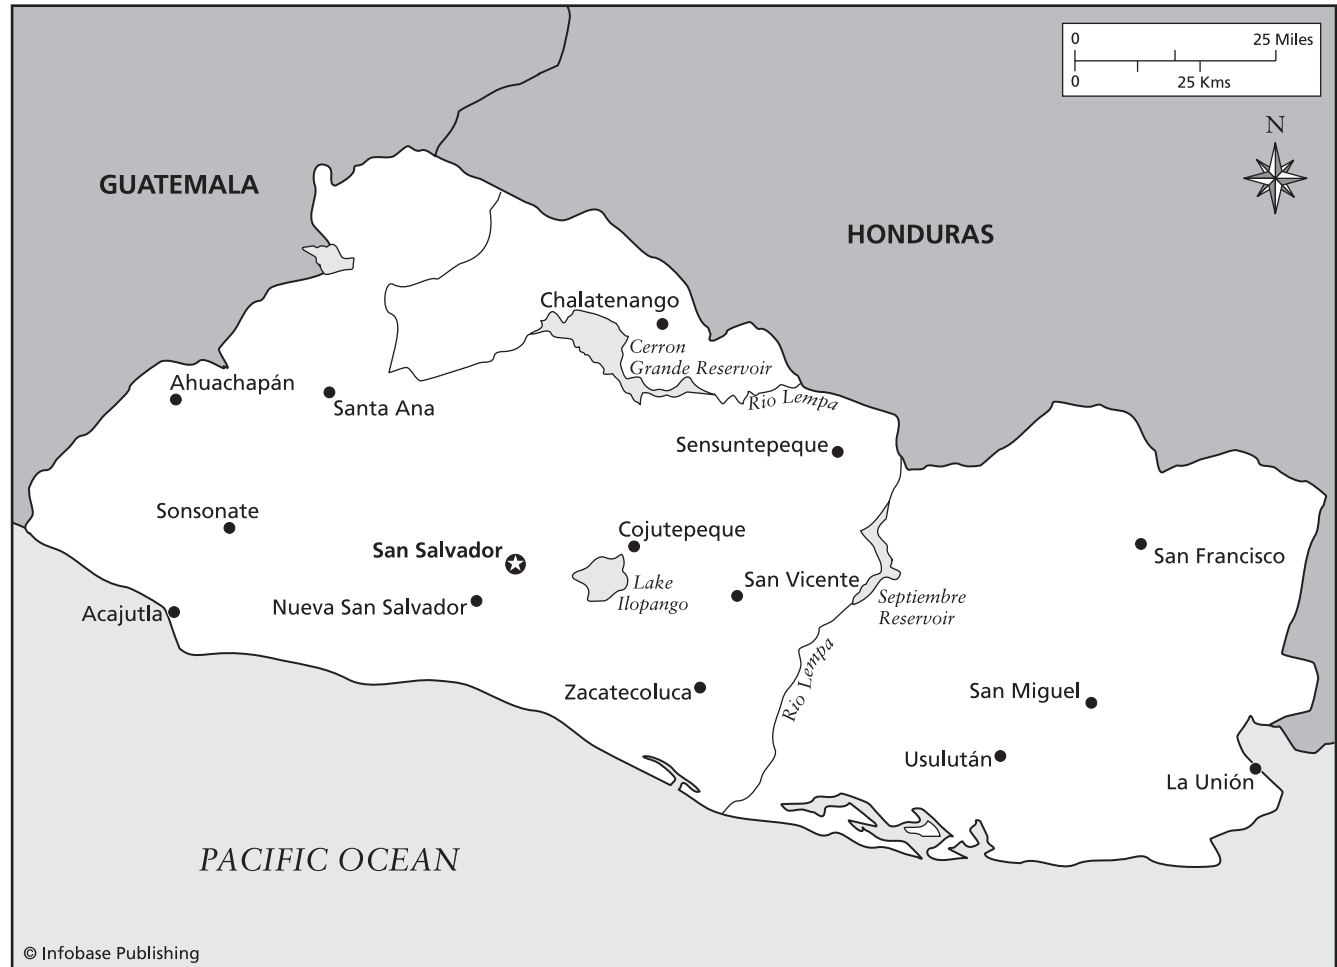 0 25 Miles
0 25 Kms
N
GUATEMALA
HONDURAS
Chalatenango
Cerron
Grande Reservoir
Ahuachapán
Santa Ana
Rio Lempa
Sensuntepeque
Sonsonate
Cojutepeque
San Salvador
San Francisco
Lake
Ilopango
San Vicente
Septiembre
Reservoir
Acajutla
Nueva San Salvador
Rio Lempa
Zacatecoluca
San Miguel
Usulután
La Unión
PACIFIC OCEAN
© Infobase Publishing